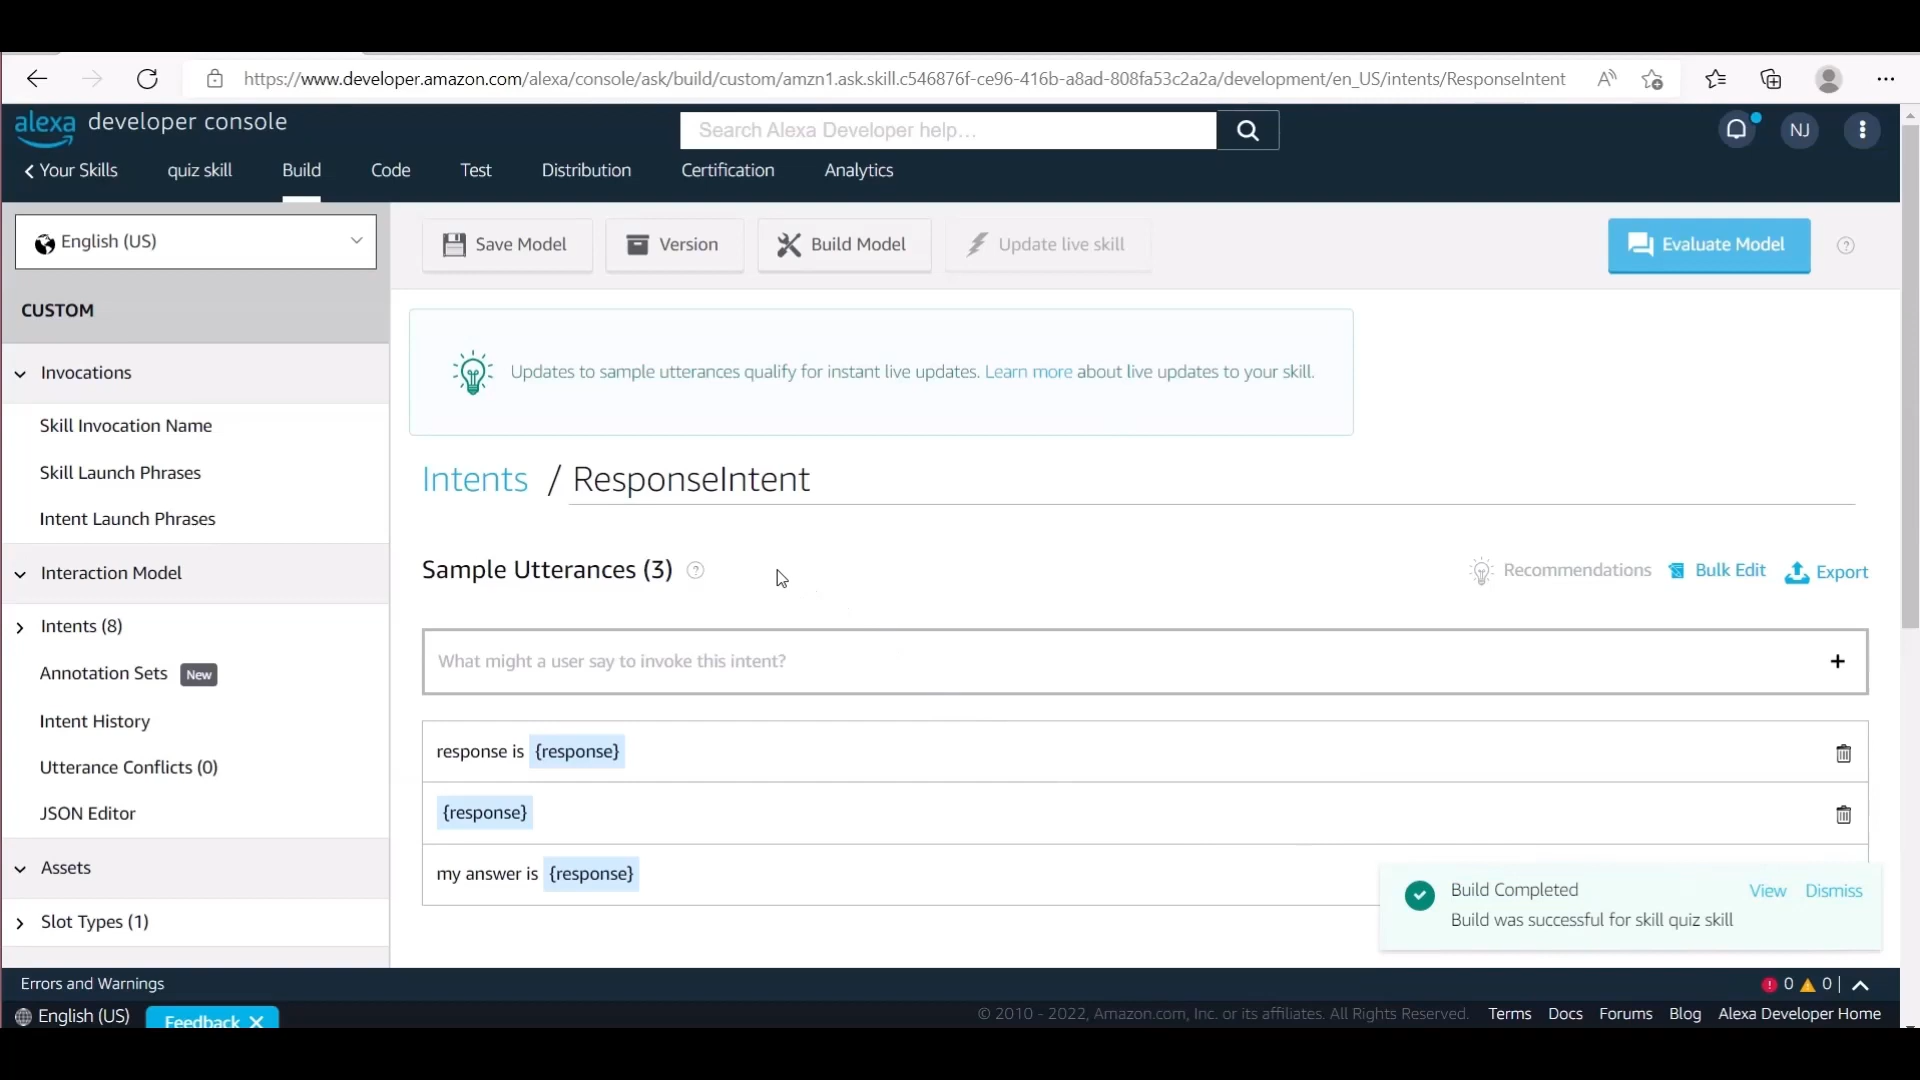 https://www.developer.amazon.com/alexa/console/ask/build/custom/amzn1.ask.skill.c546876f-ce96-416b-a8ad-808fa53c2a2a/development/en_US/intents/ResponseIntent
alexa developer console
Search Alexa Developer help...
NJ
Your Skills quiz skill Build Code Test Distribution Certification Analytics
English (US)
Save Model Version Build Model Update live skill Evaluate Model
CUSTOM
Updates to sample utterances qualify for instant live updates. Learn more about live updates to your skill.
Invocations
Skill Invocation Name
Skill Launch Phrases
Intent Launch Phrases
Interaction Model
Intents (8)
Annotation Sets New
Intent History
Utterance Conflicts (0)
JSON Editor
Assets
Slot Types (1)
Intents / ResponseIntent
Sample Utterances (3)
Recommendations Bulk Edit Export
What might a user say to invoke this intent?
response is {response}
{response}
my answer is {response}
Build Completed View Dismiss
Build was successful for skill quiz skill
Errors and Warnings 0 0
English (US) Feedback
© 2010 - 2022, Amazon.com, Inc. or its affiliates. All Rights Reserved. Terms Docs Forums Blog Alexa Developer Home